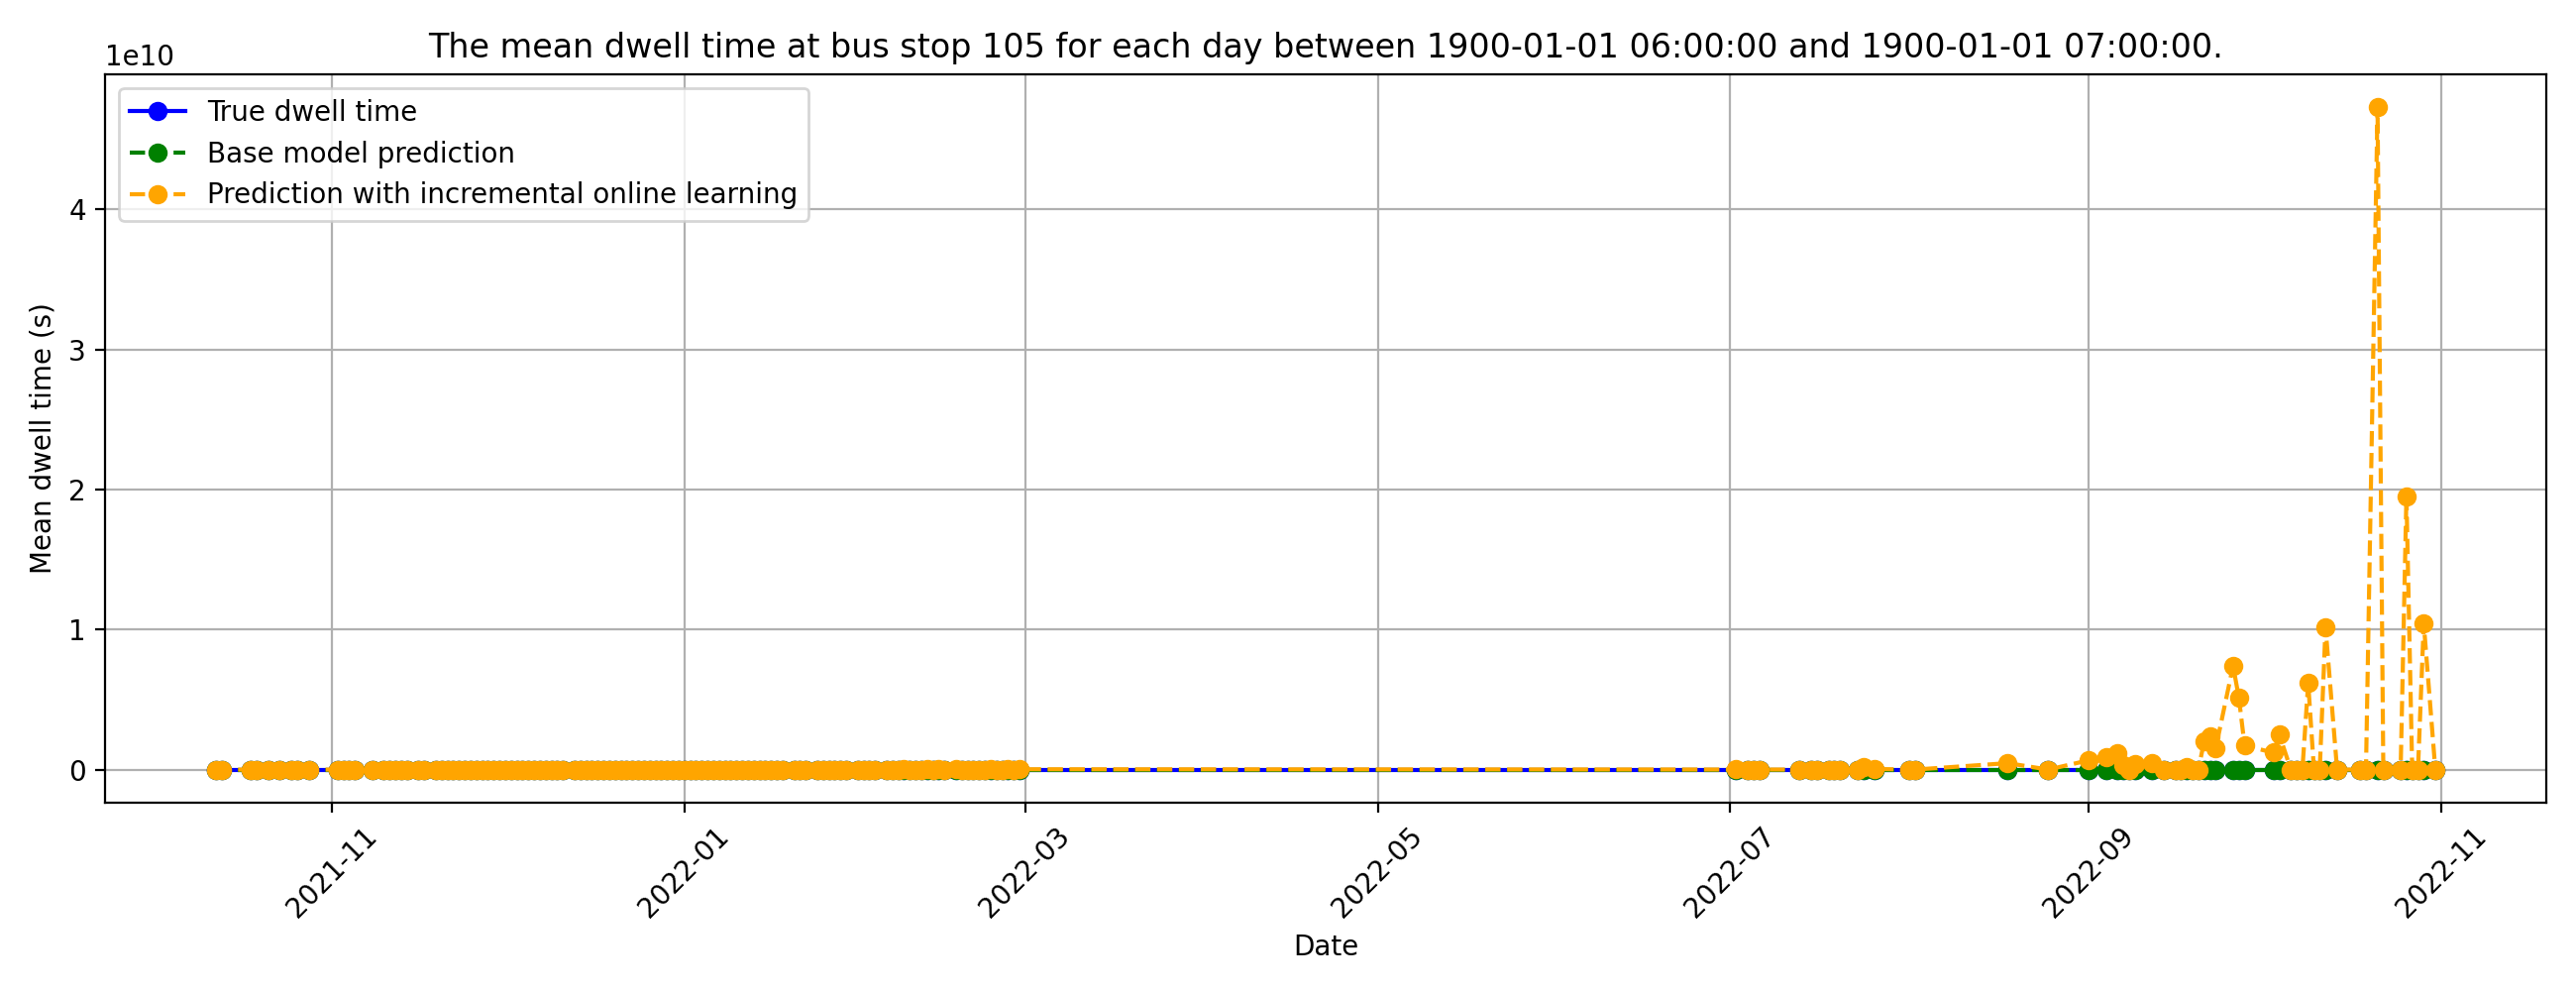 The mean dwell time at bus stop 105 for each day between 1900-01-01 06:00:00 and 1900-01-01 07:00:00.
1e10
True dwell time
Base model prediction
Prediction with incremental online learning
4
3
2
1
0
Mean dwell time (s)
2021-11
2022-01
2022-03
2022-05
2022-07
2022-09
2022-11
Date